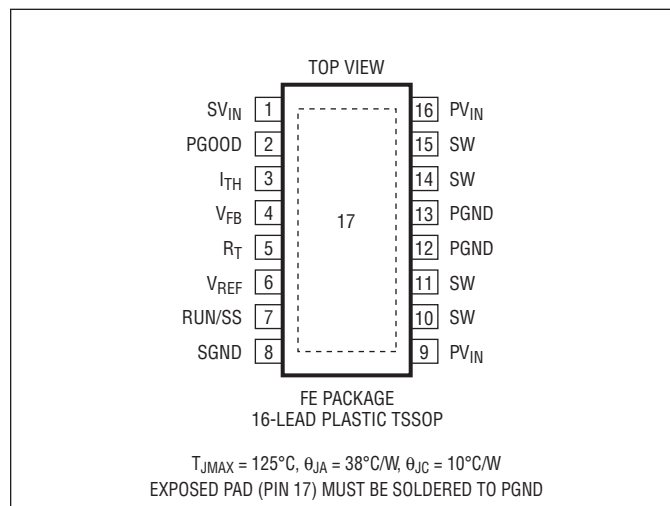 TOP VIEW
SVIN 1 16 PVIN
PGOOD 2 15 SW
ITH 3 14 SW
VFB 4 13 PGND
17
RT 5 12 PGND
VREF 6 11 SW
RUN/SS 7 10 SW
SGND 8 9 PVIN
FE PACKAGE
16-LEAD PLASTIC TSSOP
TJMAX = 125°C, θJA = 38°C/W, θJC = 10°C/W
EXPOSED PAD (PIN 17) MUST BE SOLDERED TO PGND